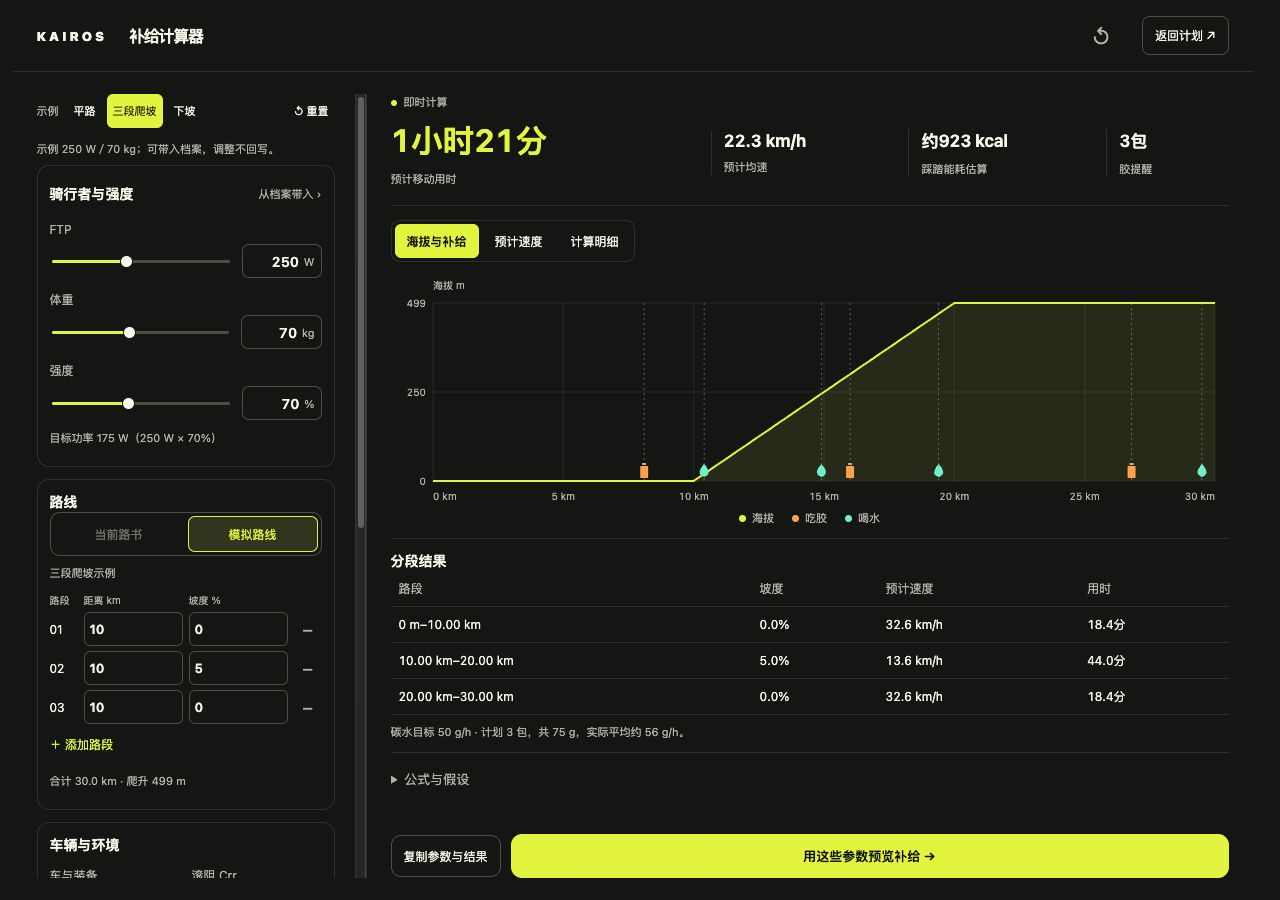 KAIROS 补给计算器
返回计划 ↗
示例 平路 三段爬坡 下坡 重置
示例 250 W / 70 kg；可带入档案，调整不回写。
骑行者与强度 从档案带入 ›
FTP
250 W
体重
70 kg
强度
70 %
目标功率 175 W（250 W × 70%）
路线
当前路书 模拟路线
三段爬坡示例
路段 距离 km 坡度 %
01 10 0 −
02 10 5 −
03 10 0 −
+ 添加路段
合计 30.0 km · 爬升 499 m
车辆与环境
车与装备 滚阻 Crr
即时计算
1小时21分
预计移动用时
22.3 km/h
预计均速
约923 kcal
踩踏能耗估算
3包
胶提醒
海拔与补给 预计速度 计算明细
海拔 m
499
250
0
0 km 5 km 10 km 15 km 20 km 25 km 30 km
海拔 吃胶 喝水
分段结果
路段 坡度 预计速度 用时
0 m–10.00 km 0.0% 32.6 km/h 18.4分
10.00 km–20.00 km 5.0% 13.6 km/h 44.0分
20.00 km–30.00 km 0.0% 32.6 km/h 18.4分
碳水目标 50 g/h · 计划 3 包，共 75 g，实际平均约 56 g/h。
公式与假设
复制参数与结果 用这些参数预览补给 →